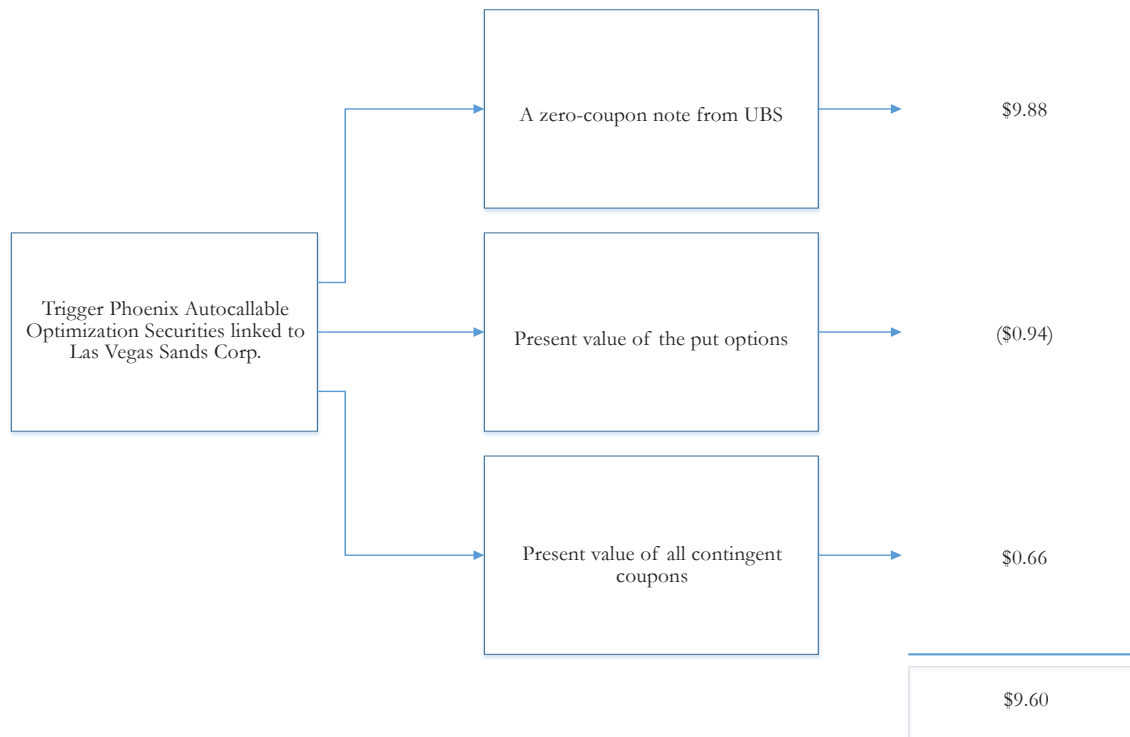 A zero-coupon note from UBS
$9.88
Trigger Phoenix Autocallable
Optimization Securities linked to
Las Vegas Sands Corp.
Present value of the put options
($0.94)
Present value of all contingent
coupons
$0.66
$9.60